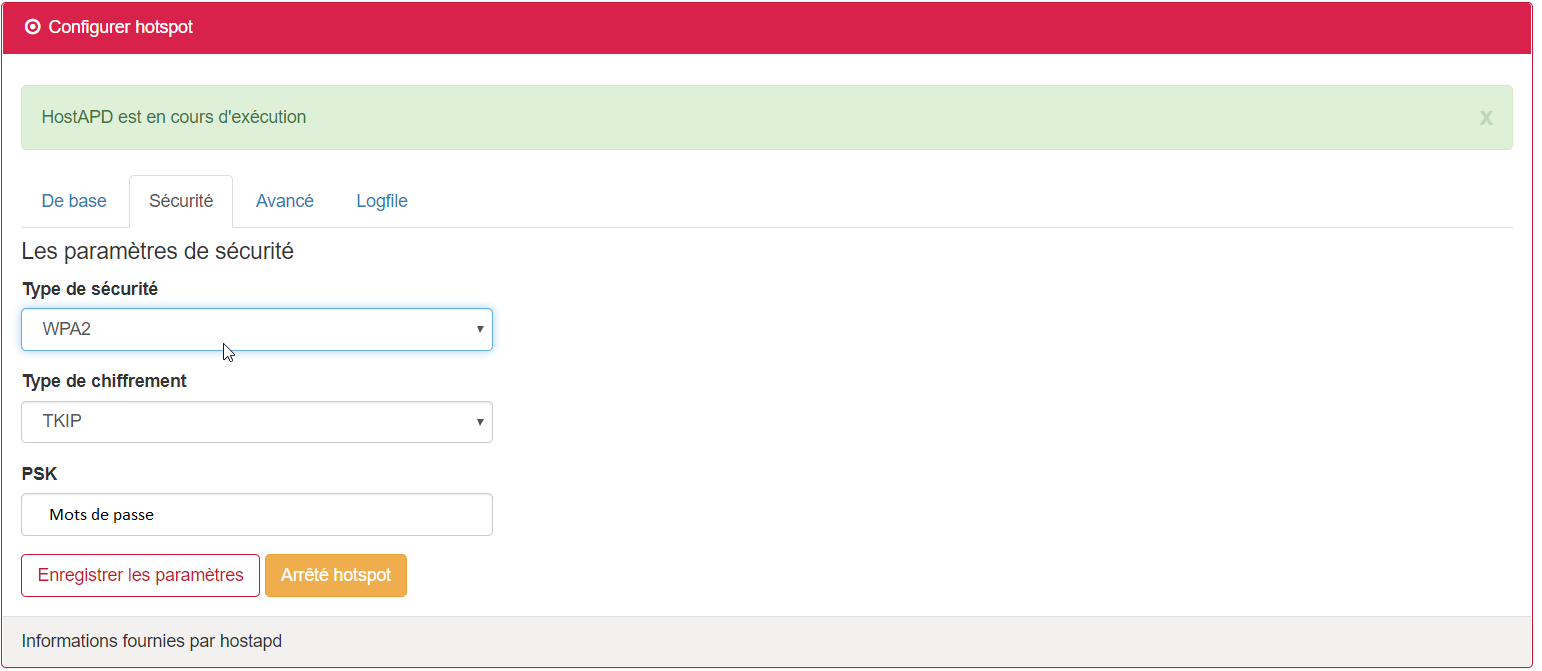 Configurer hotspot
HostAPD est en cours d'exécution x
De base Sécurité Avancé Logfile
Les paramètres de sécurité
Type de sécurité
WPA2
Type de chiffrement
TKIP
PSK
Mots de passe
Enregistrer les paramètres Arrêté hotspot
Informations fournies par hostapd